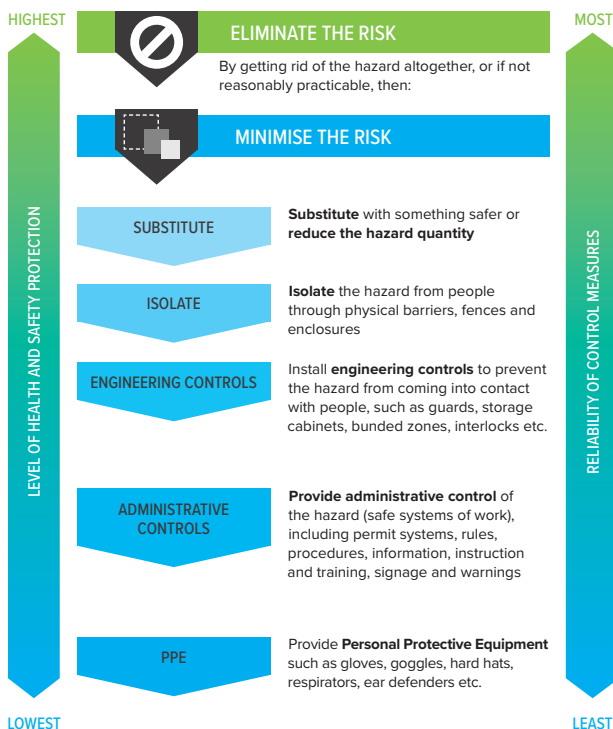 HIGHEST
MOST
ELIMINATE THE RISK
By getting rid of the hazard altogether, or if not
reasonably practicable, then:
MINIMISE THE RISK
LEVEL OF HEALTH AND SAFETY PROTECTION
RELIABILITY OF CONTROL MEASURES
SUBSTITUTE
Substitute with something safer or
reduce the hazard quantity
ISOLATE
Isolate the hazard from people
through physical barriers, fences and
enclosures
ENGINEERING CONTROLS
Install engineering controls to prevent
the hazard from coming into contact
with people, such as guards, storage
cabinets, bunded zones, interlocks etc.
ADMINISTRATIVE
CONTROLS
Provide administrative control of
the hazard (safe systems of work),
including permit systems, rules,
procedures, information, instruction
and training, signage and warnings
PPE
Provide Personal Protective Equipment
such as gloves, goggles, hard hats,
respirators, ear defenders etc.
LOWEST
LEAST